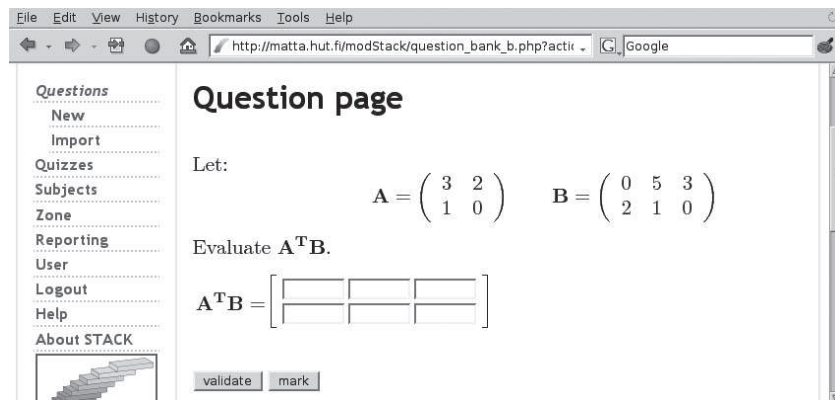 File Edit View History Bookmarks Tools Help
http://matta.hut.fi/modStack/question_bank_b.php?actic G Google
Questions
New
Import
Quizzes
Subjects
Zone
Reporting
User
Logout
Help
About STACK
Question page
Let:
A = ( 3 2 ) B = ( 0 5 3 )
( 1 0 ) ( 2 1 0 )
Evaluate AᵀB.
AᵀB =
validate mark